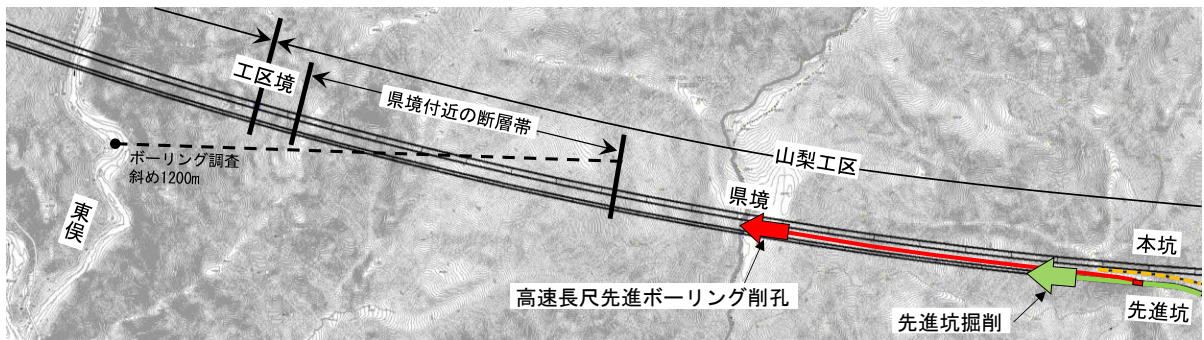 工区境
県境付近の断層帯
ボーリング調査
斜め1200m
東俣
山梨工区
県境
高速長尺先進ボーリング削孔
本坑
先進坑
先進坑掘削